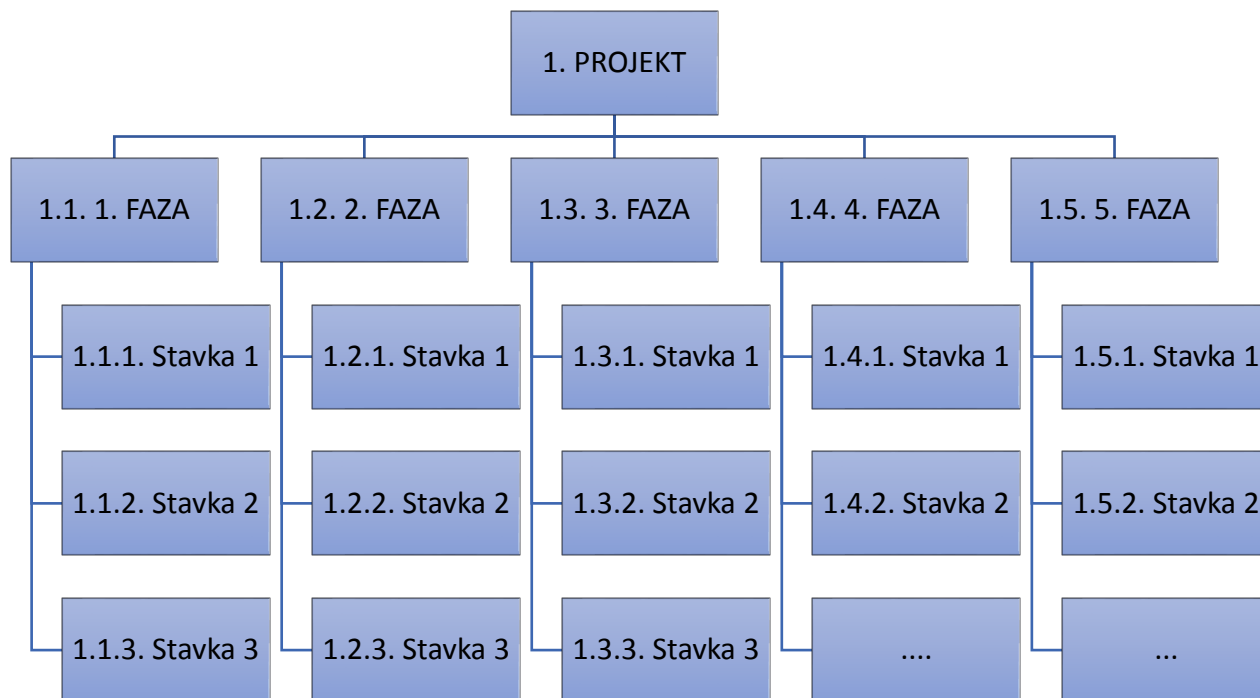 1. PROJEKT
1.1. 1. FAZA
1.2. 2. FAZA
1.3. 3. FAZA
1.4. 4. FAZA
1.5. 5. FAZA
1.1.1. Stavka 1
1.2.1. Stavka 1
1.3.1. Stavka 1
1.4.1. Stavka 1
1.5.1. Stavka 1
1.1.2. Stavka 2
1.2.2. Stavka 2
1.3.2. Stavka 2
1.4.2. Stavka 2
1.5.2. Stavka 2
1.1.3. Stavka 3
1.2.3. Stavka 3
1.3.3. Stavka 3
....
...